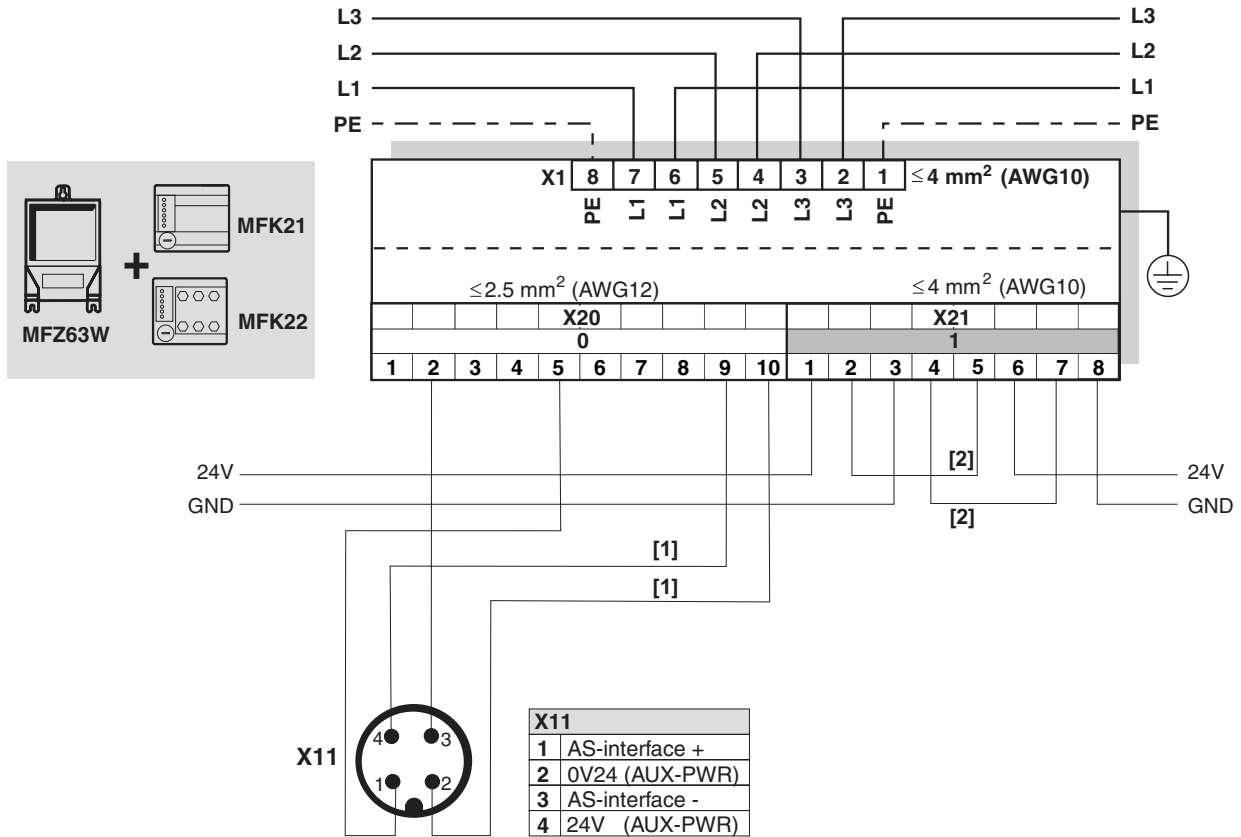 L3 L3
L2 L2
L1 L1
PE PE
X1 8 7 6 5 4 3 2 1 ≤4 mm² (AWG10)
PE L1 L1 L2 L2 L3 L3 PE
MFK21
+
MFZ63W
MFK22
≤2.5 mm² (AWG12) ≤4 mm² (AWG10)
X20 X21
0 1
1 2 3 4 5 6 7 8 9 10 1 2 3 4 5 6 7 8
24V [2] 24V
GND [2] GND
[1]
[1]
X11
4 3
1 2
X11
1 AS-interface +
2 0V24 (AUX-PWR)
3 AS-interface -
4 24V (AUX-PWR)